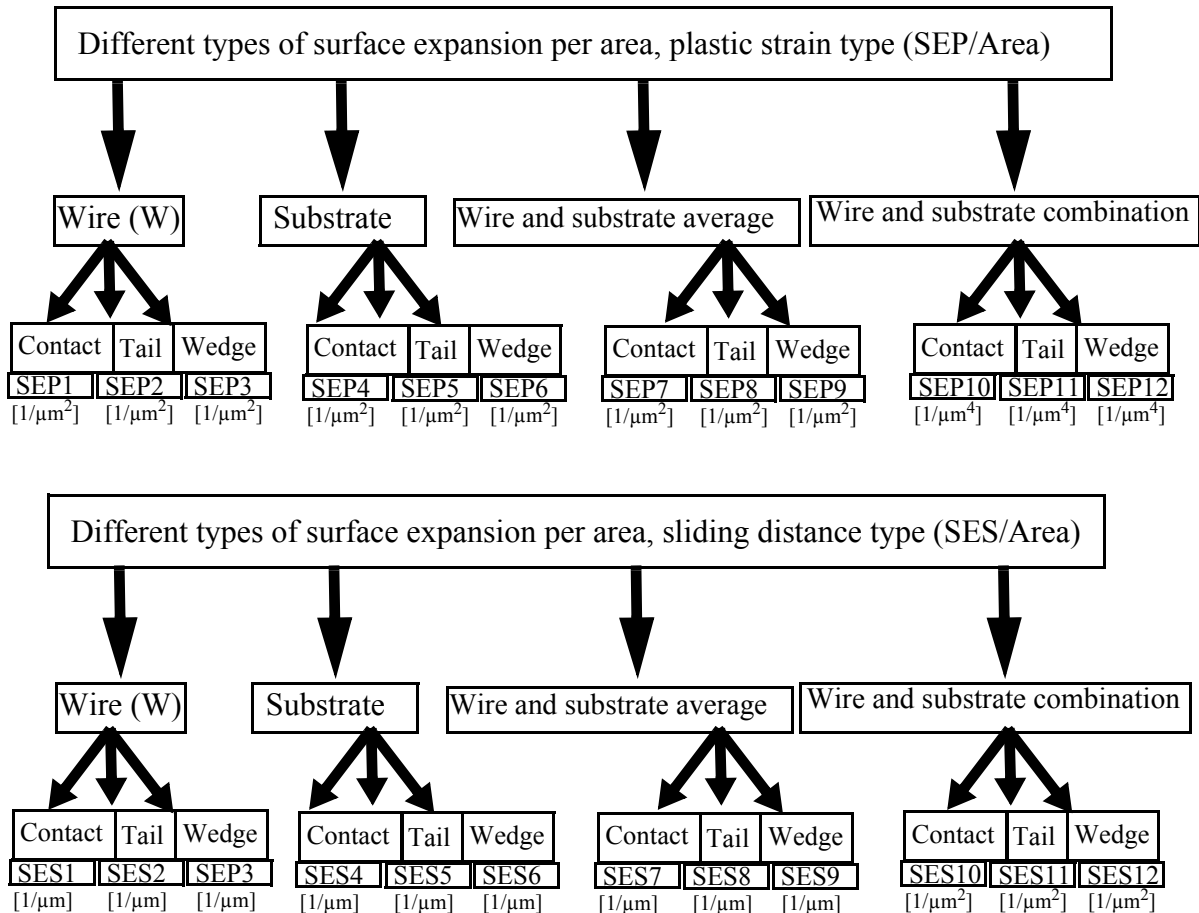 Different types of surface expansion per area, plastic strain type (SEP/Area)
Wire (W) Substrate Wire and substrate average Wire and substrate combination
Contact Tail Wedge Contact Tail Wedge Contact Tail Wedge Contact Tail Wedge
SEP1 SEP2 SEP3 SEP4 SEP5 SEP6 SEP7 SEP8 SEP9 SEP10 SEP11 SEP12
[1/µm²] [1/µm²] [1/µm²] [1/µm²] [1/µm²] [1/µm²] [1/µm²] [1/µm²] [1/µm²] [1/µm⁴] [1/µm⁴] [1/µm⁴]
Different types of surface expansion per area, sliding distance type (SES/Area)
Wire (W) Substrate Wire and substrate average Wire and substrate combination
Contact Tail Wedge Contact Tail Wedge Contact Tail Wedge Contact Tail Wedge
SES1 SES2 SEP3 SES4 SES5 SES6 SES7 SES8 SES9 SES10 SES11 SES12
[1/µm] [1/µm] [1/µm] [1/µm] [1/µm] [1/µm] [1/µm] [1/µm] [1/µm] [1/µm²] [1/µm²] [1/µm²]